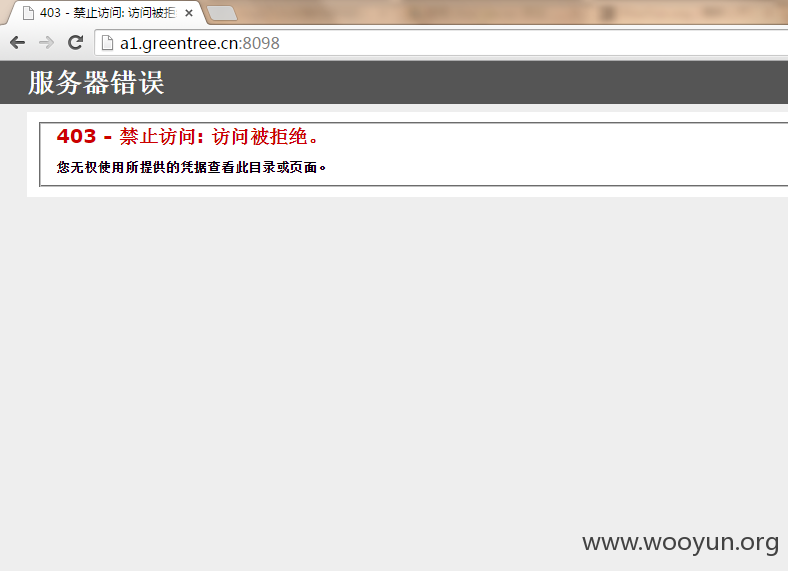 403 - 禁止访问: 访问被
a1.greentree.cn:8098
服务器错误
403 - 禁止访问: 访问被拒绝。
您无权使用所提供的凭据查看此目录或页面。
www.wooyun.org